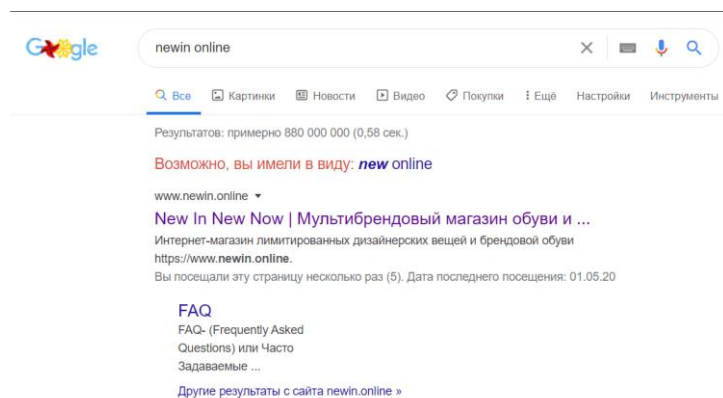 Google
newin online
Все Картинки Новости Видео Покупки Ещё Настройки Инструменты
Результатов: примерно 880 000 000 (0,58 сек.)
Возможно, вы имели в виду: new online
www.newin.online
New In New Now | Мультибрендовый магазин обуви и ...
Интернет-магазин лимитированных дизайнерских вещей и брендовой обуви
https://www.newin.online.
Вы посещали эту страницу несколько раз (5). Дата последнего посещения: 01.05.20
FAQ
FAQ- (Frequently Asked
Questions) или Часто
Задаваемые ...
Другие результаты с сайта newin.online »